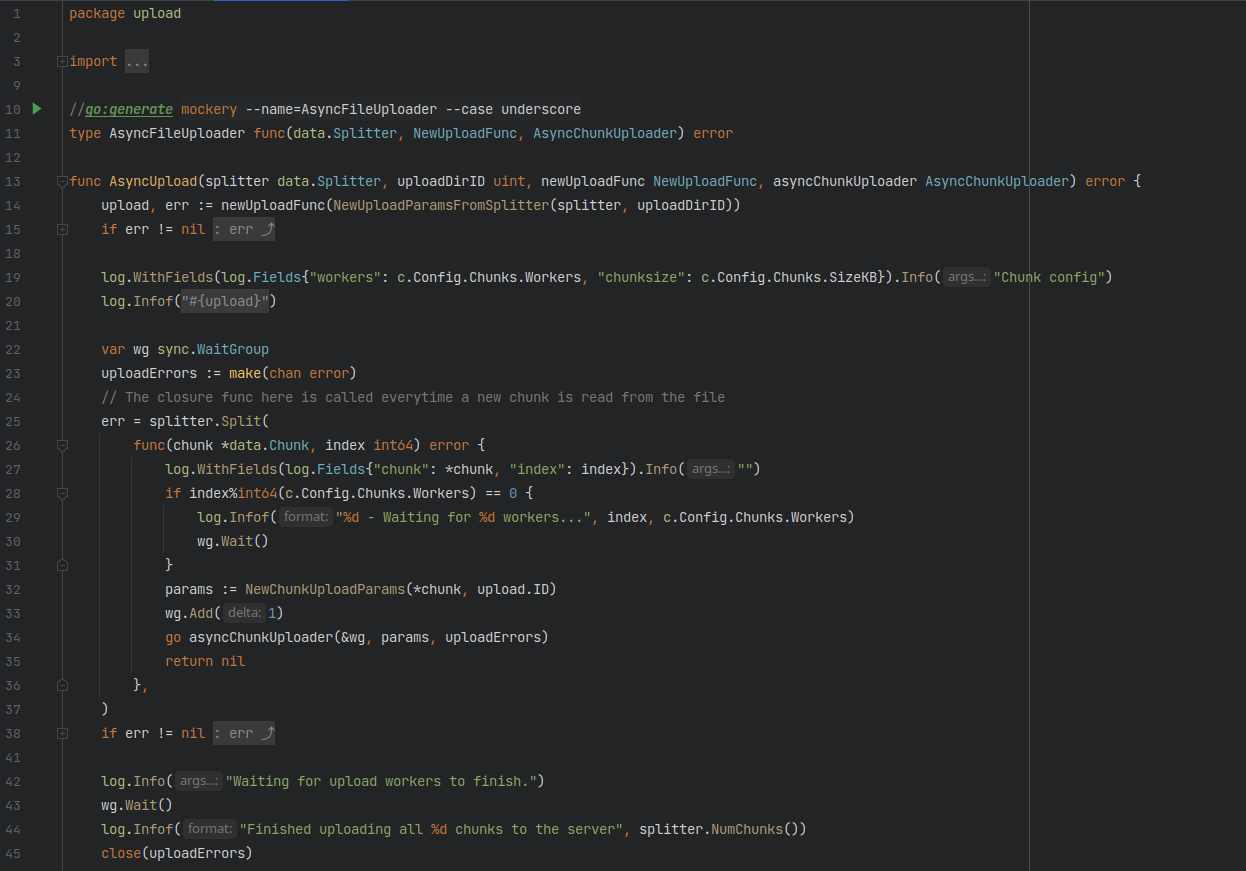 1 package upload
2
3 import ...
9
10 //go:generate mockery --name=AsyncFileUploader --case underscore
11 type AsyncFileUploader func(data.Splitter, NewUploadFunc, AsyncChunkUploader) error
12
13 func AsyncUpload(splitter data.Splitter, uploadDirID uint, newUploadFunc NewUploadFunc, asyncChunkUploader AsyncChunkUploader) error {
14     upload, err := newUploadFunc(NewUploadParamsFromSplitter(splitter, uploadDirID))
15     if err != nil : err ⤴
18
19     log.WithFields(log.Fields{"workers": c.Config.Chunks.Workers, "chunksize": c.Config.Chunks.SizeKB}).Info( args...: "Chunk config")
20     log.Infof("#{upload}")
21
22     var wg sync.WaitGroup
23     uploadErrors := make(chan error)
24     // The closure func here is called everytime a new chunk is read from the file
25     err = splitter.Split(
26         func(chunk *data.Chunk, index int64) error {
27             log.WithFields(log.Fields{"chunk": *chunk, "index": index}).Info( args...: "")
28             if index%int64(c.Config.Chunks.Workers) == 0 {
29                 log.Infof( format: "%d - Waiting for %d workers...", index, c.Config.Chunks.Workers)
30                 wg.Wait()
31             }
32             params := NewChunkUploadParams(*chunk, upload.ID)
33             wg.Add( delta: 1)
34             go asyncChunkUploader(&wg, params, uploadErrors)
35             return nil
36         },
37     )
38     if err != nil : err ⤴
41
42     log.Info( args...: "Waiting for upload workers to finish.")
43     wg.Wait()
44     log.Infof( format: "Finished uploading all %d chunks to the server", splitter.NumChunks())
45     close(uploadErrors)